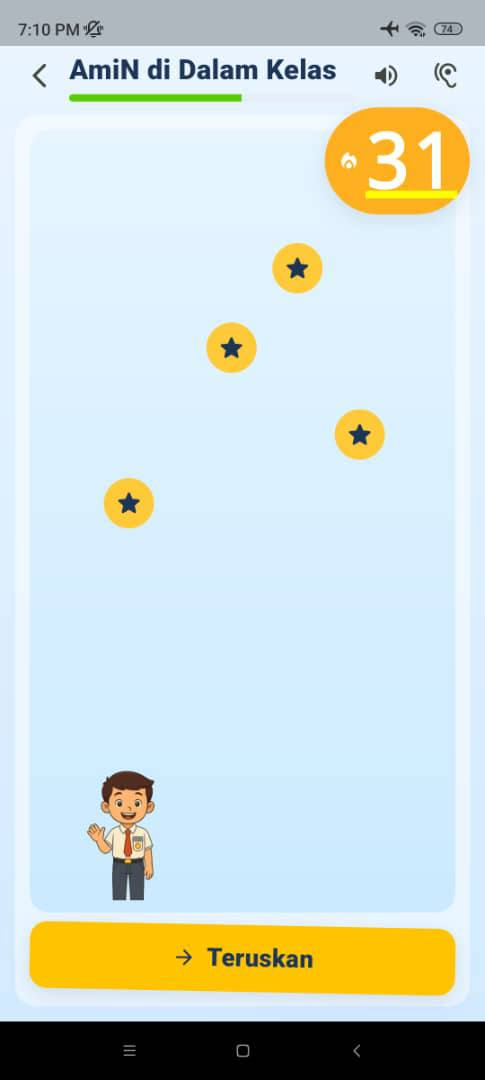 7:10 PM
74
AmiN di Dalam Kelas
31
Teruskan